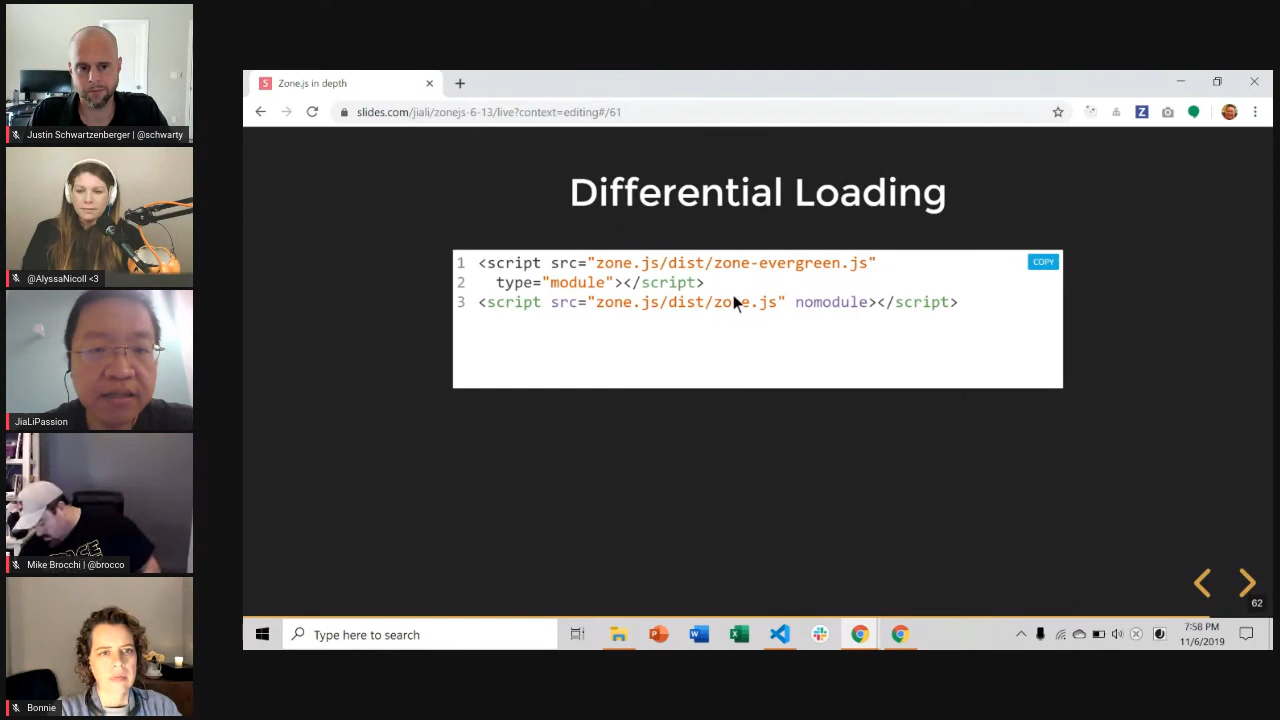 Justin Schwartzenberger | @schwarty
@AlyssaNicoll <3
JiaLiPassion
Mike Brocchi | @brocco
Bonnie
S Zone.js in depth
slides.com/jiali/zonejs-6-13/live?context=editing#/61
Z
Differential Loading
COPY
1 <script src="zone.js/dist/zone-evergreen.js"
2 type="module"></script>
3 <script src="zone.js/dist/zone.js" nomodule></script>
62
Type here to search
7:58 PM
11/6/2019